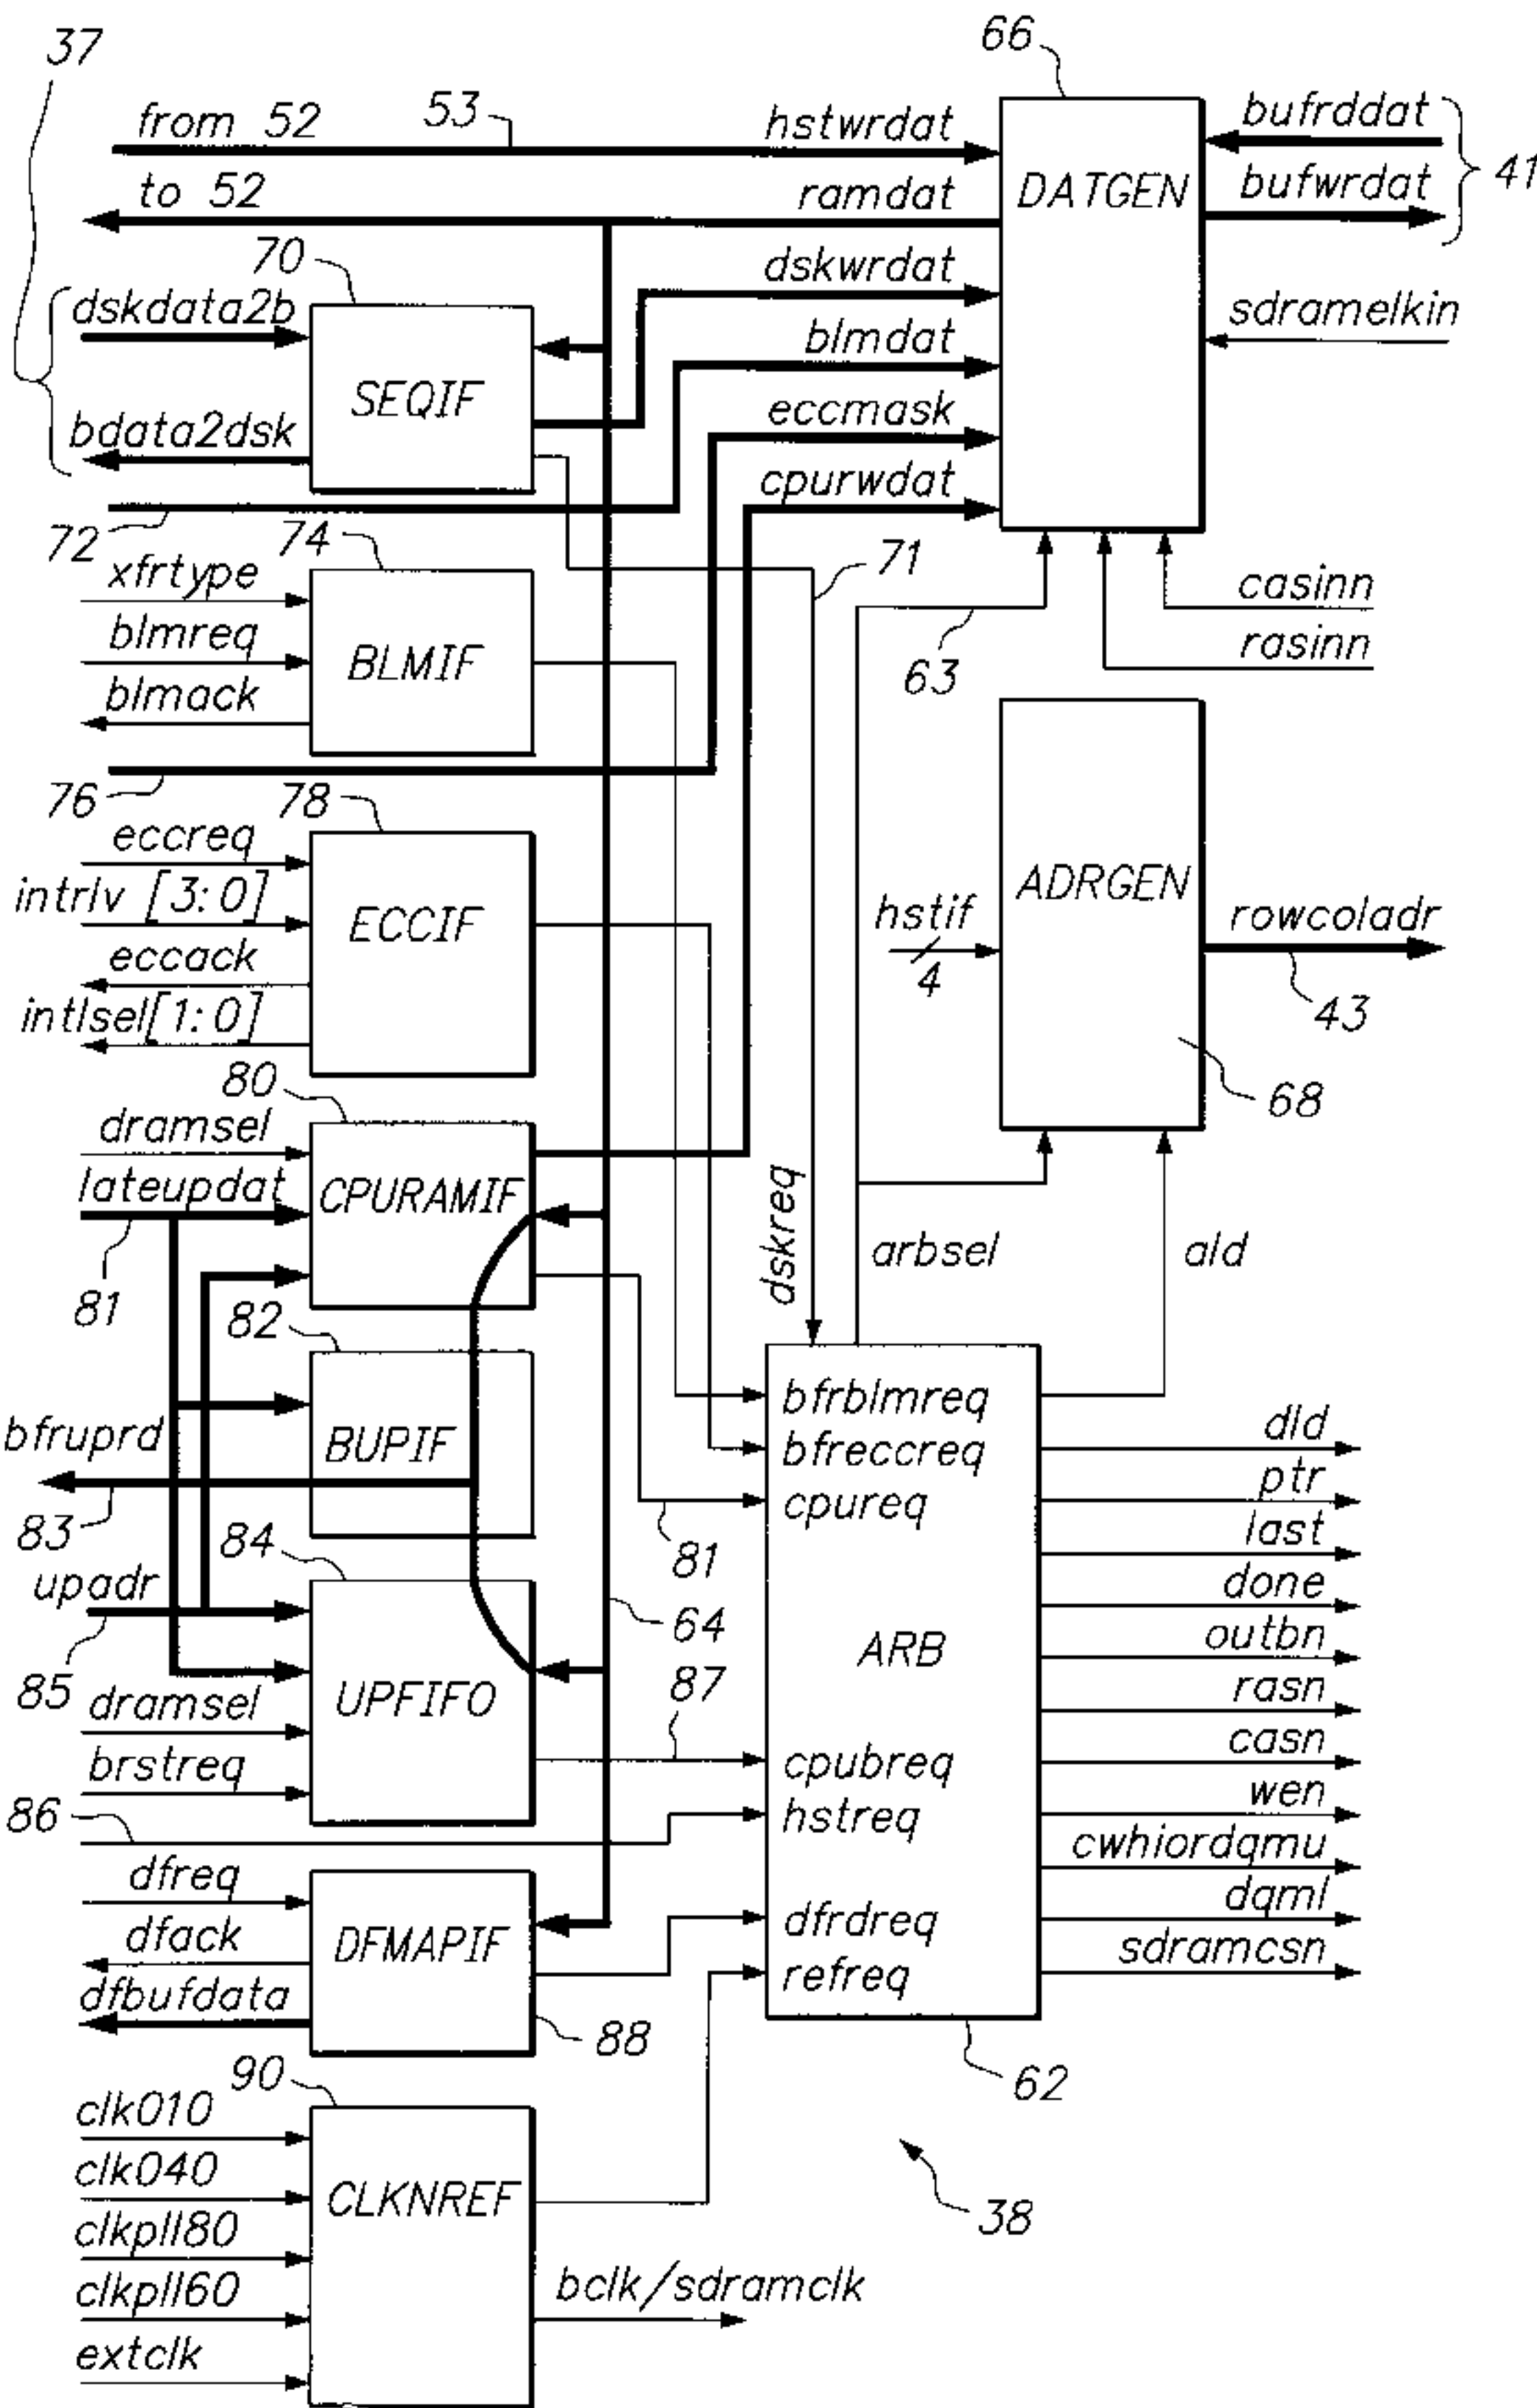 37
66
from 52
53
hstwrdat
bufrddat
41
to 52
ramdat
DATGEN
bufwrdat
70
dskwrdat
dskdata2b
blmdat
sdramelkin
SEQIF
bdata2dsk
eccmask
cpurwdat
72
74
71
xfrtype
casinn
blmreq
BLMIF
63
rasinn
blmack
76
78
eccreq
ADRGEN
intrlv [3:0]
ECCIF
hstif
rowcoladr
eccack
4
43
intlsel[1:0]
80
68
dramsel
lateupdat
CPURAMIF
dskreq
arbsel
ald
81
82
bfrblmreq
dld
bfruprd
BUPIF
bfreccreq
ptr
cpureq
last
83
84
81
done
upadr
64
outbn
ARB
85
87
rasn
dramsel
UPFIFO
casn
brstreq
cpubreq
wen
86
hstreq
cwhiordqmu
dfreq
dqml
dfack
DFMAPIF
dfrdreq
sdramcsn
refreq
dfbufdata
88
90
62
clk010
clk040
CLKNREF
38
clkpll80
clkpll60
bclk/sdramclk
extclk